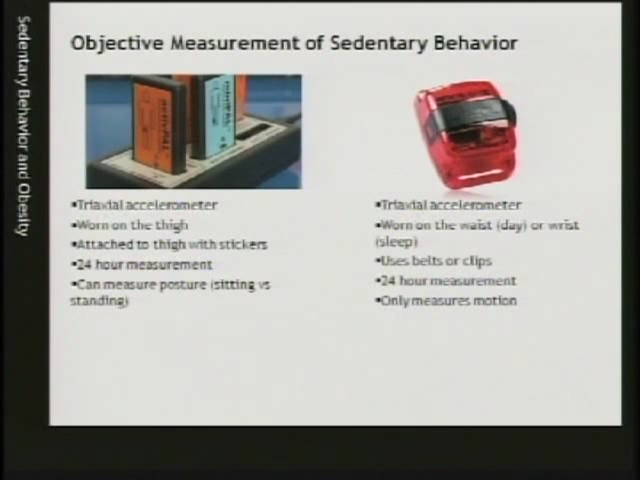 Sedentary Behavior and Obesity
Objective Measurement of Sedentary Behavior
▪Triaxial accelerometer
▪Worn on the thigh
▪Attached to thigh with stickers
▪24 hour measurement
▪Can measure posture (sitting vs
standing)
▪Triaxial accelerometer
▪Worn on the waist (day) or wrist
(sleep)
▪Uses belts or clips
▪24 hour measurement
▪Only measures motion